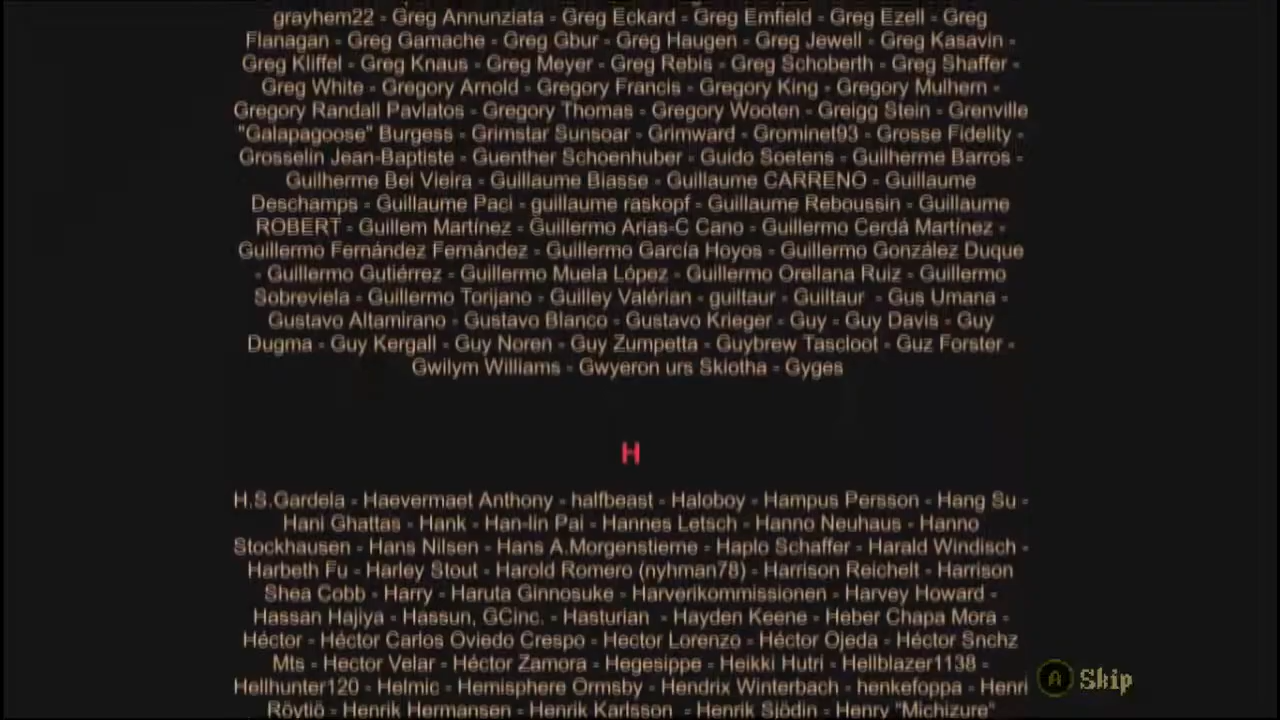 grayhem22 - Greg Annunziata - Greg Eckard - Greg Emfield - Greg Ezell - Greg
Flanagan - Greg Gamache - Greg Gbur - Greg Haugen - Greg Jewell - Greg Kasavin -
Greg Kliffel - Greg Knaus - Greg Meyer - Greg Rebis - Greg Schoberth - Greg Shaffer -
Greg White - Gregory Arnold - Gregory Francis - Gregory King - Gregory Mulhern -
Gregory Randall Pavlatos - Gregory Thomas - Gregory Wooten - Greigg Stein - Grenville
"Galapagoose" Burgess - Grimstar Sunsoar - Grimward - Grominet93 - Grosse Fidelity -
Grosselin Jean-Baptiste - Guenther Schoenhuber - Guido Soetens - Guilherme Barros -
Guilherme Bei Vieira - Guillaume Biasse - Guillaume CARRENO - Guillaume
Deschamps - Guillaume Paci - guillaume raskopf - Guillaume Reboussin - Guillaume
ROBERT - Guillem Martínez - Guillermo Arias-C Cano - Guillermo Cerdá Martínez -
Guillermo Fernández Fernández - Guillermo García Hoyos - Guillermo González Duque
- Guillermo Gutiérrez - Guillermo Muela López - Guillermo Orellana Ruiz - Guillermo
Sobreviela - Guillermo Torijano - Guilley Valérian - guiltaur - Guiltaur - Gus Umana -
Gustavo Altamirano - Gustavo Blanco - Gustavo Krieger - Guy - Guy Davis - Guy
Dugma - Guy Kergall - Guy Noren - Guy Zumpetta - Guybrew Tascloot - Guz Forster -
Gwilym Williams - Gwyeron urs Skiotha - Gyges
H
H.S.Gardela - Haevermaet Anthony - halfbeast - Haloboy - Hampus Persson - Hang Su -
Hani Ghattas - Hank - Han-lin Pai - Hannes Letsch - Hanno Neuhaus - Hanno
Stockhausen - Hans Nilsen - Hans A.Morgenstierne - Haplo Schaffer - Harald Windisch -
Harbeth Fu - Harley Stout - Harold Romero (nyhman78) - Harrison Reichelt - Harrison
Shea Cobb - Harry - Haruta Ginnosuke - Harverikommissionen - Harvey Howard -
Hassan Hajiya - Hassun, GCinc. - Hasturian - Hayden Keene - Heber Chapa Mora -
Héctor - Héctor Carlos Oviedo Crespo - Hector Lorenzo - Héctor Ojeda - Héctor Snchz
Mts - Hector Velar - Héctor Zamora - Hegesippe - Heikki Hutri - Hellblazer1138 -
Hellhunter120 - Helmic - Hemisphere Ormsby - Hendrix Winterbach - henkefoppa - Henri
Röytiö - Henrik Hermansen - Henrik Karlsson - Henrik Sjödin - Henry "Michizure"
A Skip